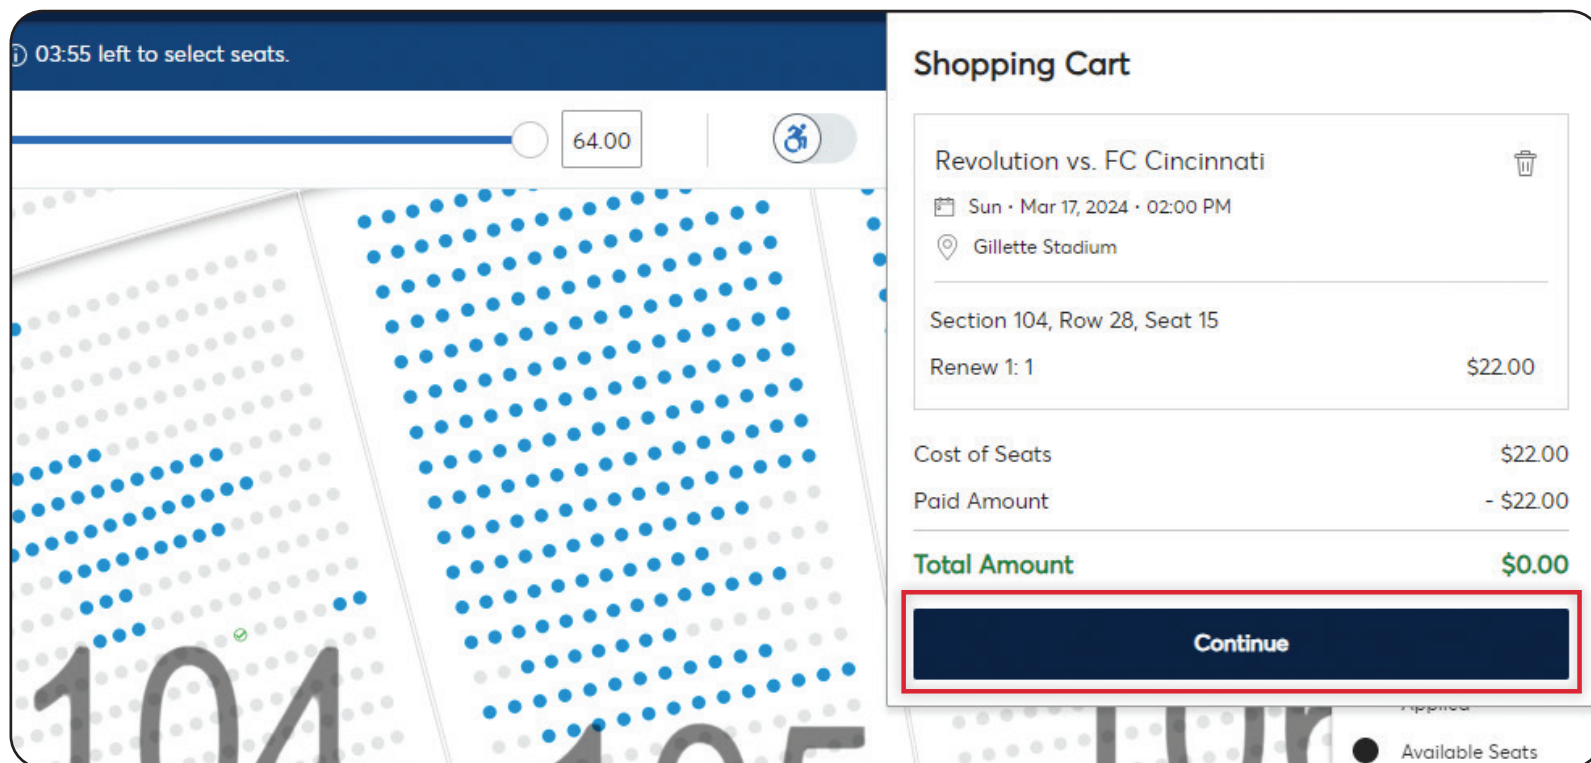 03:55 left to select seats.
64.00
Shopping Cart
Revolution vs. FC Cincinnati
Sun · Mar 17, 2024 · 02:00 PM
Gillette Stadium
Section 104, Row 28, Seat 15
Renew 1: 1 $22.00
Cost of Seats $22.00
Paid Amount - $22.00
Total Amount $0.00
Continue
Applied
Available Seats
104